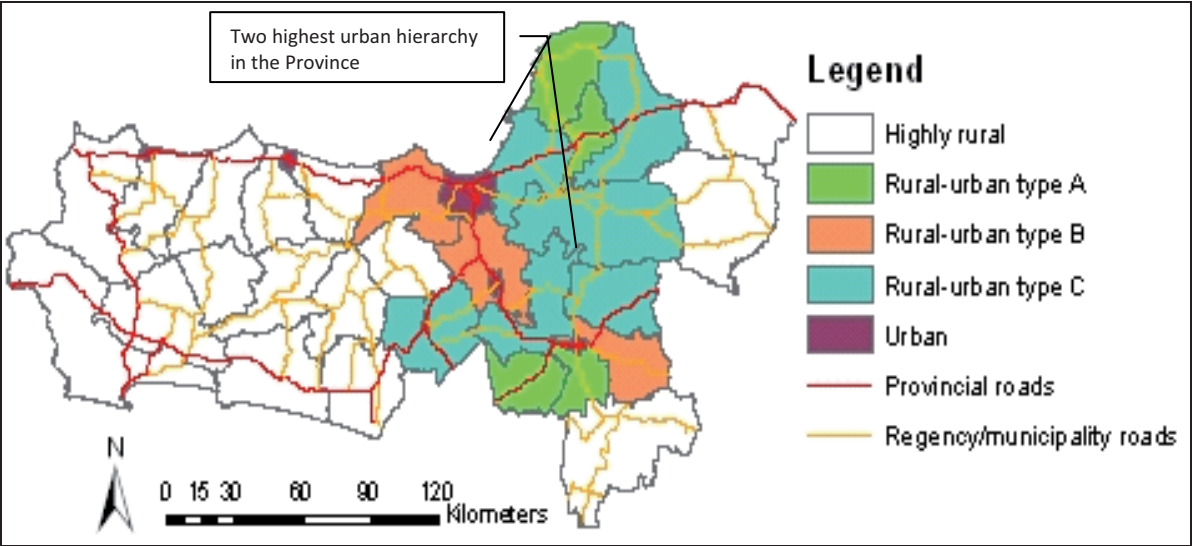 Two highest urban hierarchy
in the Province
Legend
Highly rural
Rural-urban type A
Rural-urban type B
Rural-urban type C
Urban
Provincial roads
Regency/municipality roads
N
0 15 30 60 90 120
Kilometers